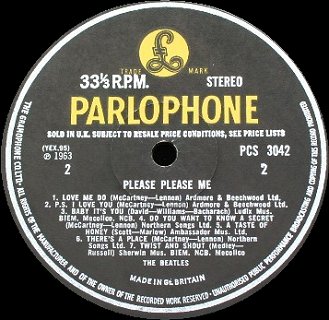 £
TRADE MARK
33⅓ R.P.M. STEREO
PARLOPHONE
SOLD IN U.K. SUBJECT TO RESALE PRICE CONDITIONS, SEE PRICE LISTS
(YEX.95) PCS 3042
℗ 1963
2 2
PLEASE PLEASE ME
1. LOVE ME DO (McCartney—Lennon) Ardmore & Beechwood Ltd.
2. P.S. I LOVE YOU (McCartney—Lennon) Ardmore & Beechwood Ltd.
3. BABY IT'S YOU (David—Williams—Bacharach) Ludix Mus.
BIEM, Mecolico, NCB. 4. DO YOU WANT TO KNOW A SECRET
(McCartney—Lennon) Northern Songs Ltd. 5. A TASTE OF
HONEY (Scott—Marlow) Ambassador Mus. Ltd.
6. THERE'S A PLACE (McCartney—Lennon) Northern
Songs Ltd. 7. TWIST AND SHOUT (Medley—
Russell) Sherwin Mus. BIEM, NCB. Mecolico
THE BEATLES
MADE IN GT. BRITAIN
THE GRAMOPHONE CO. LTD. ALL RIGHTS OF THE MANUFACTURER AND OF THE OWNER OF THE RECORDED WORK RESERVED UNAUTHORISED PUBLIC PERFORMANCE BROADCASTING AND COPYING OF THIS RECORD PROHIBITED